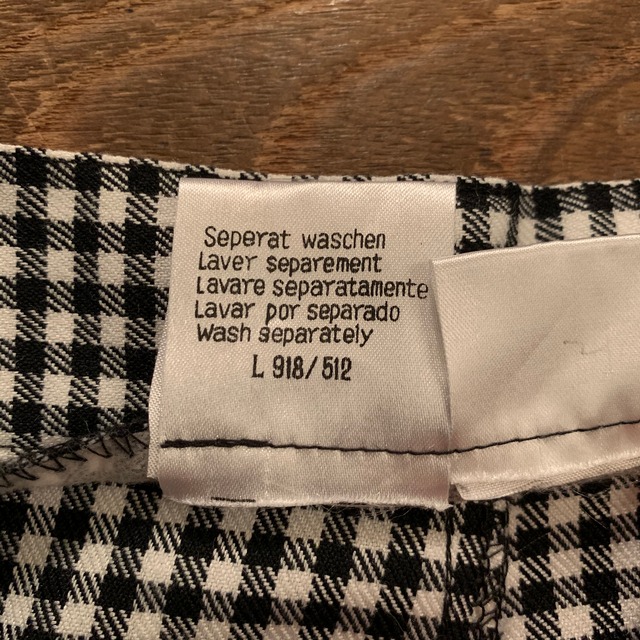 Seperat waschen
Laver separement
Lavare separatamente
Lavar por separado
Wash separately
L 918/512